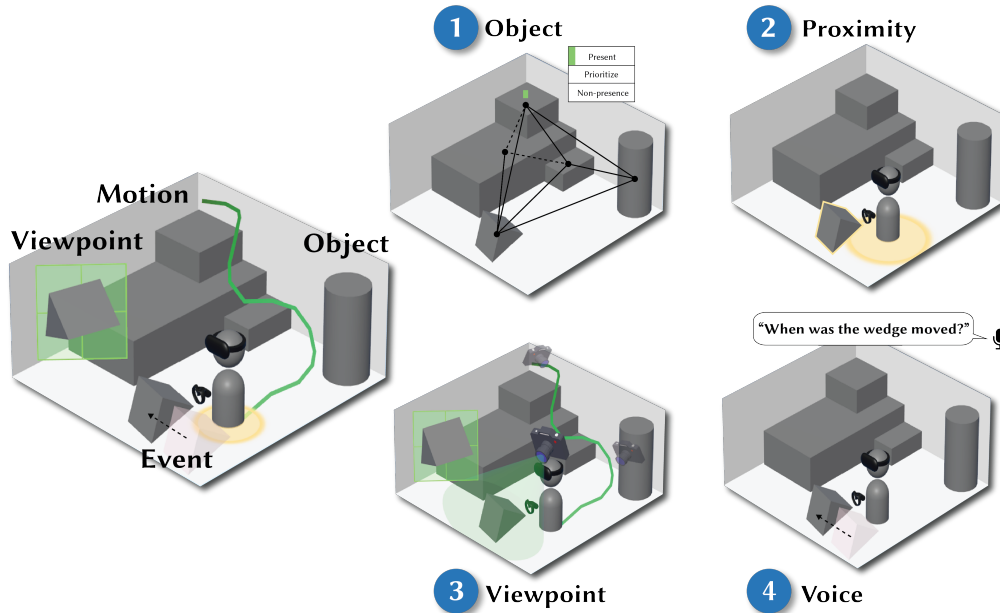 1 Object
Present
Prioritize
Non-presence
2 Proximity
Motion
Viewpoint
Object
Event
"When was the wedge moved?"
3 Viewpoint
4 Voice